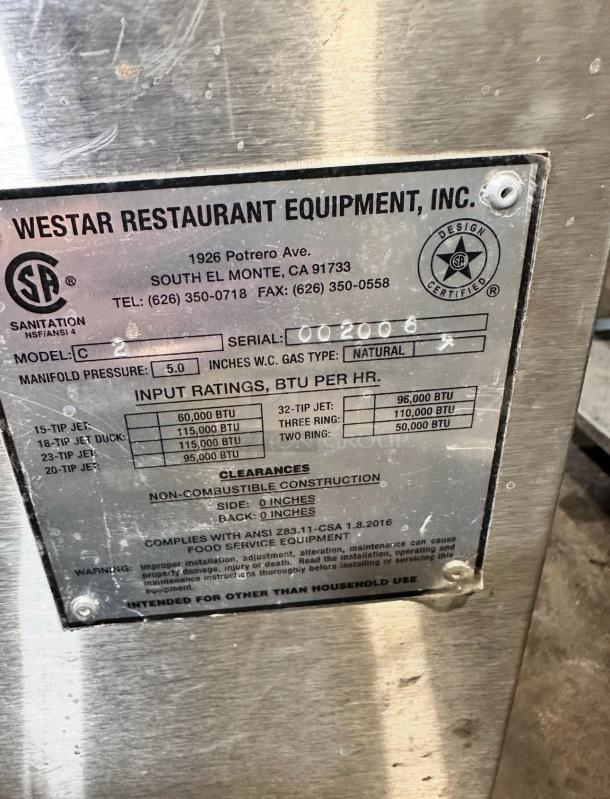 WESTAR RESTAURANT EQUIPMENT, INC.
1926 Potrero Ave.
SOUTH EL MONTE, CA 91733
TEL: (626) 350-0718 FAX: (626) 350-0558
SA ®
SANITATION
NSF/ANSI 4
DESIGN
SA
CERTIFIED ®
MODEL: C 2 SERIAL: 002006
MANIFOLD PRESSURE: 5.0 INCHES W.C. GAS TYPE: NATURAL
INPUT RATINGS, BTU PER HR.
15-TIP JET: 60,000 BTU
18-TIP JET DUCK: 115,000 BTU
23-TIP JET: 115,000 BTU
20-TIP JET: 95,000 BTU
32-TIP JET: 96,000 BTU
THREE RING: 110,000 BTU
TWO RING: 50,000 BTU
CLEARANCES
NON-COMBUSTIBLE CONSTRUCTION
SIDE: 0 INCHES
BACK: 0 INCHES
COMPLIES WITH ANSI Z83.11-CSA 1.8.2016
FOOD SERVICE EQUIPMENT
WARNING: Improper installation, adjustment, alteration, maintenance can cause
property damage, injury or death. Read the installation, operating and
maintenance instructions thoroughly before installing or servicing this
equipment.
INTENDED FOR OTHER THAN HOUSEHOLD USE